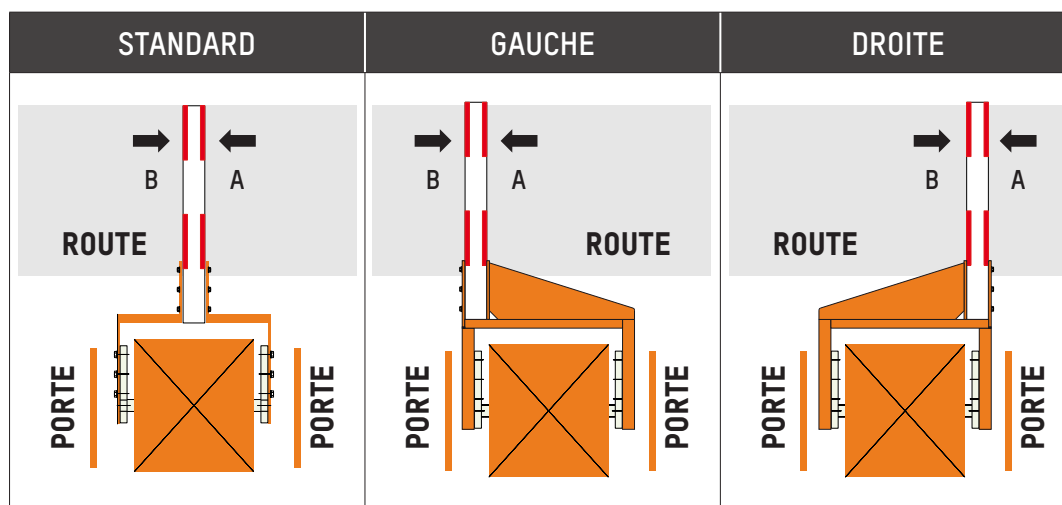 STANDARD
GAUCHE
DROITE
B
A
ROUTE
PORTE
PORTE
B
A
ROUTE
PORTE
PORTE
B
A
ROUTE
PORTE
PORTE